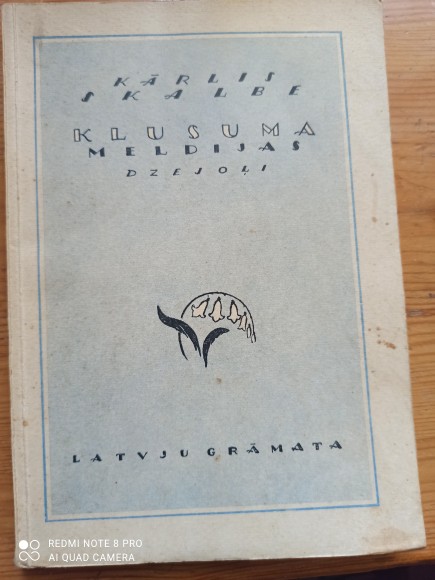 KĀRLIS
SKALBE
KLUSUMA
MELDIJAS
DZEJOĻI
LATVJU GRĀMATA
REDMI NOTE 8 PRO
AI QUAD CAMERA